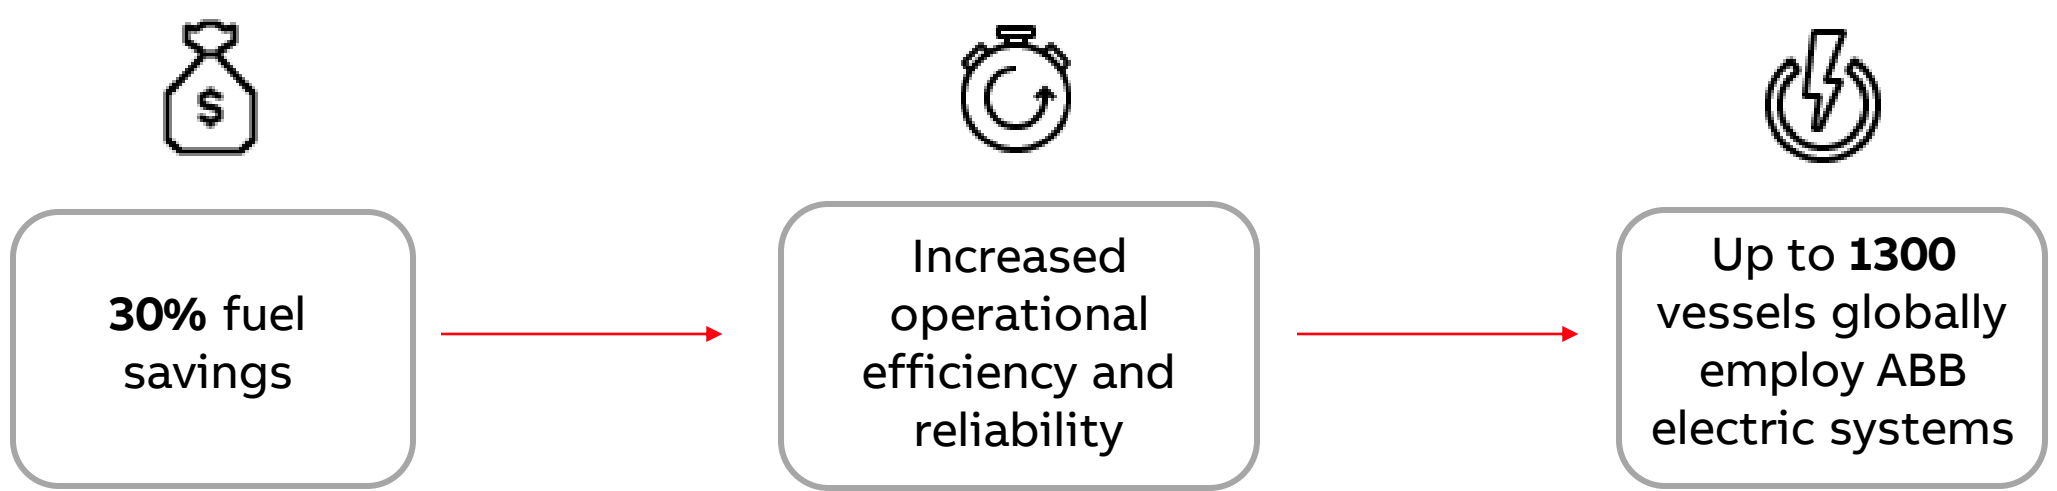 $
30% fuel
savings
Increased
operational
efficiency and
reliability
Up to 1300
vessels globally
employ ABB
electric systems